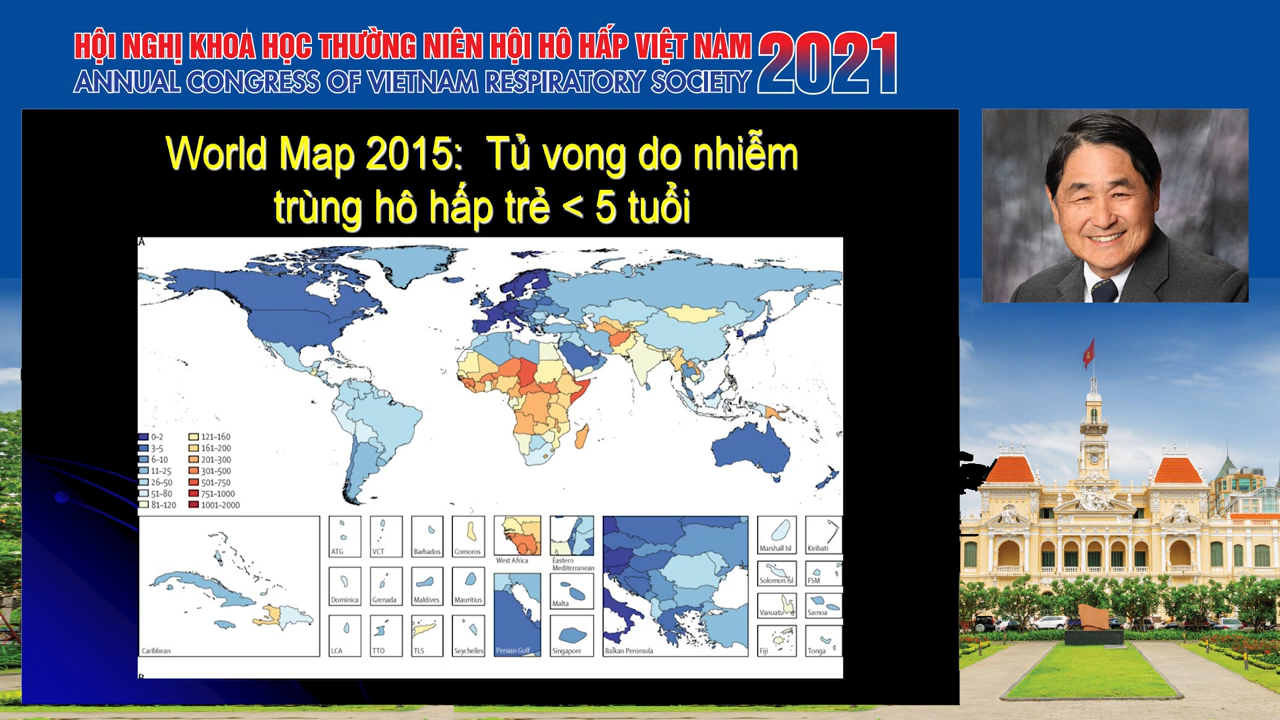 HỘI NGHỊ KHOA HỌC THƯỜNG NIÊN HỘI HÔ HẤP VIỆT NAM 2021
ANNUAL CONGRESS OF VIETNAM RESPIRATORY SOCIETY
World Map 2015: Tủ vong do nhiễm
trùng hô hấp trẻ < 5 tuổi
A
0–2
3–5
6–10
11–25
26–50
51–80
81–120
121–160
161–200
201–300
301–500
501–750
751–1000
1001–2000
Caribbean
ATG
VCT
Barbados
Comoros
West Africa
Eastern
Mediterranean
Dominica
Grenada
Maldives
Mauritius
Malta
LCA
TTO
TLS
Seychelles
Persian Gulf
Singapore
Balkan Peninsula
Marshall Isl
Kiribati
Solomon Isl
FSM
Vanuatu
Samoa
Fiji
Tonga